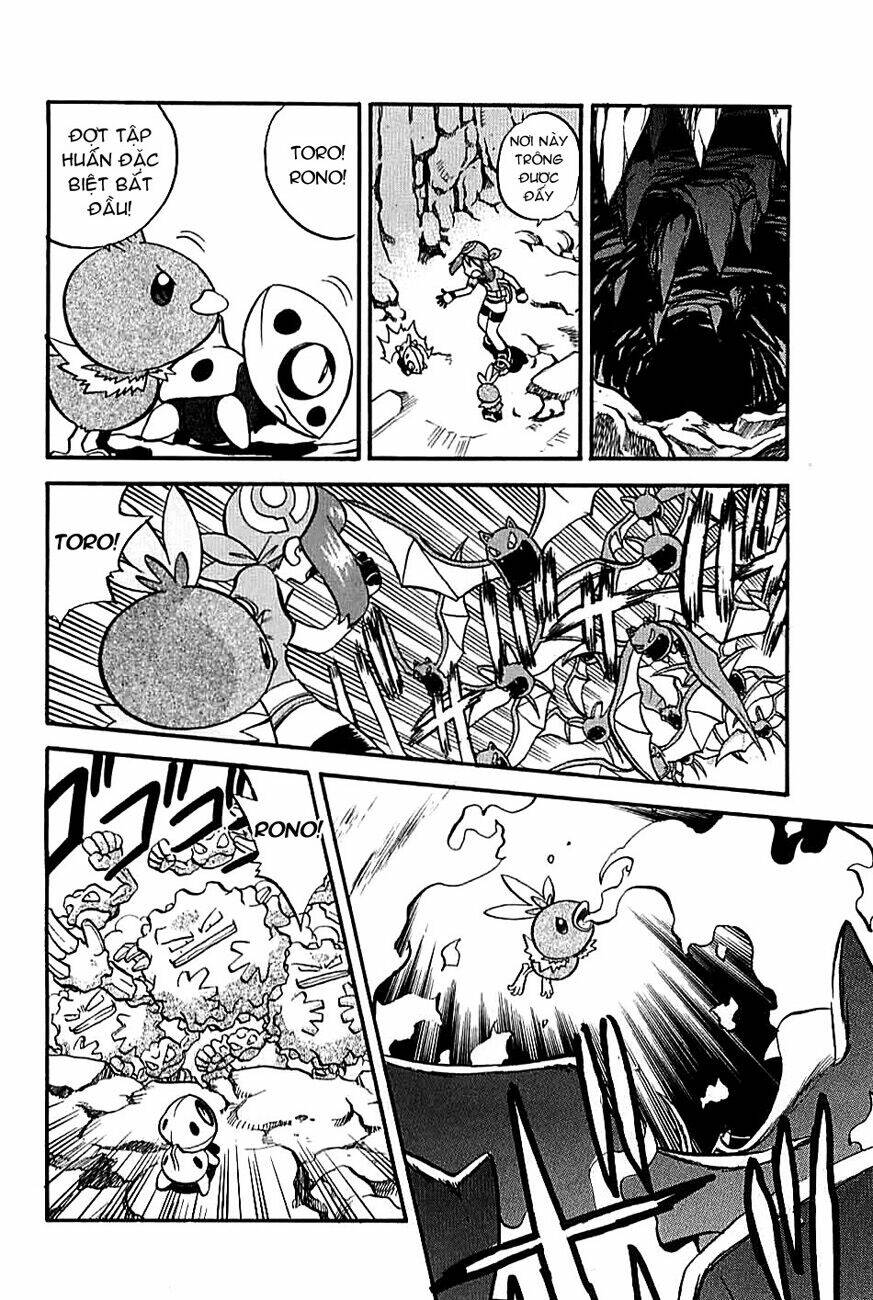 NƠI NÀY
TRÔNG
ĐƯỢC
ĐẤY
TORO!
RONO!
ĐỢT TẬP
HUẤN ĐẶC
BIỆT BẮT
ĐẦU!
TORO!
RONO!
ゴゴゴ